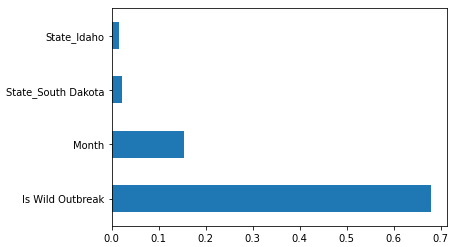 State_Idaho
State_South Dakota
Month
Is Wild Outbreak
0.0 0.1 0.2 0.3 0.4 0.5 0.6 0.7